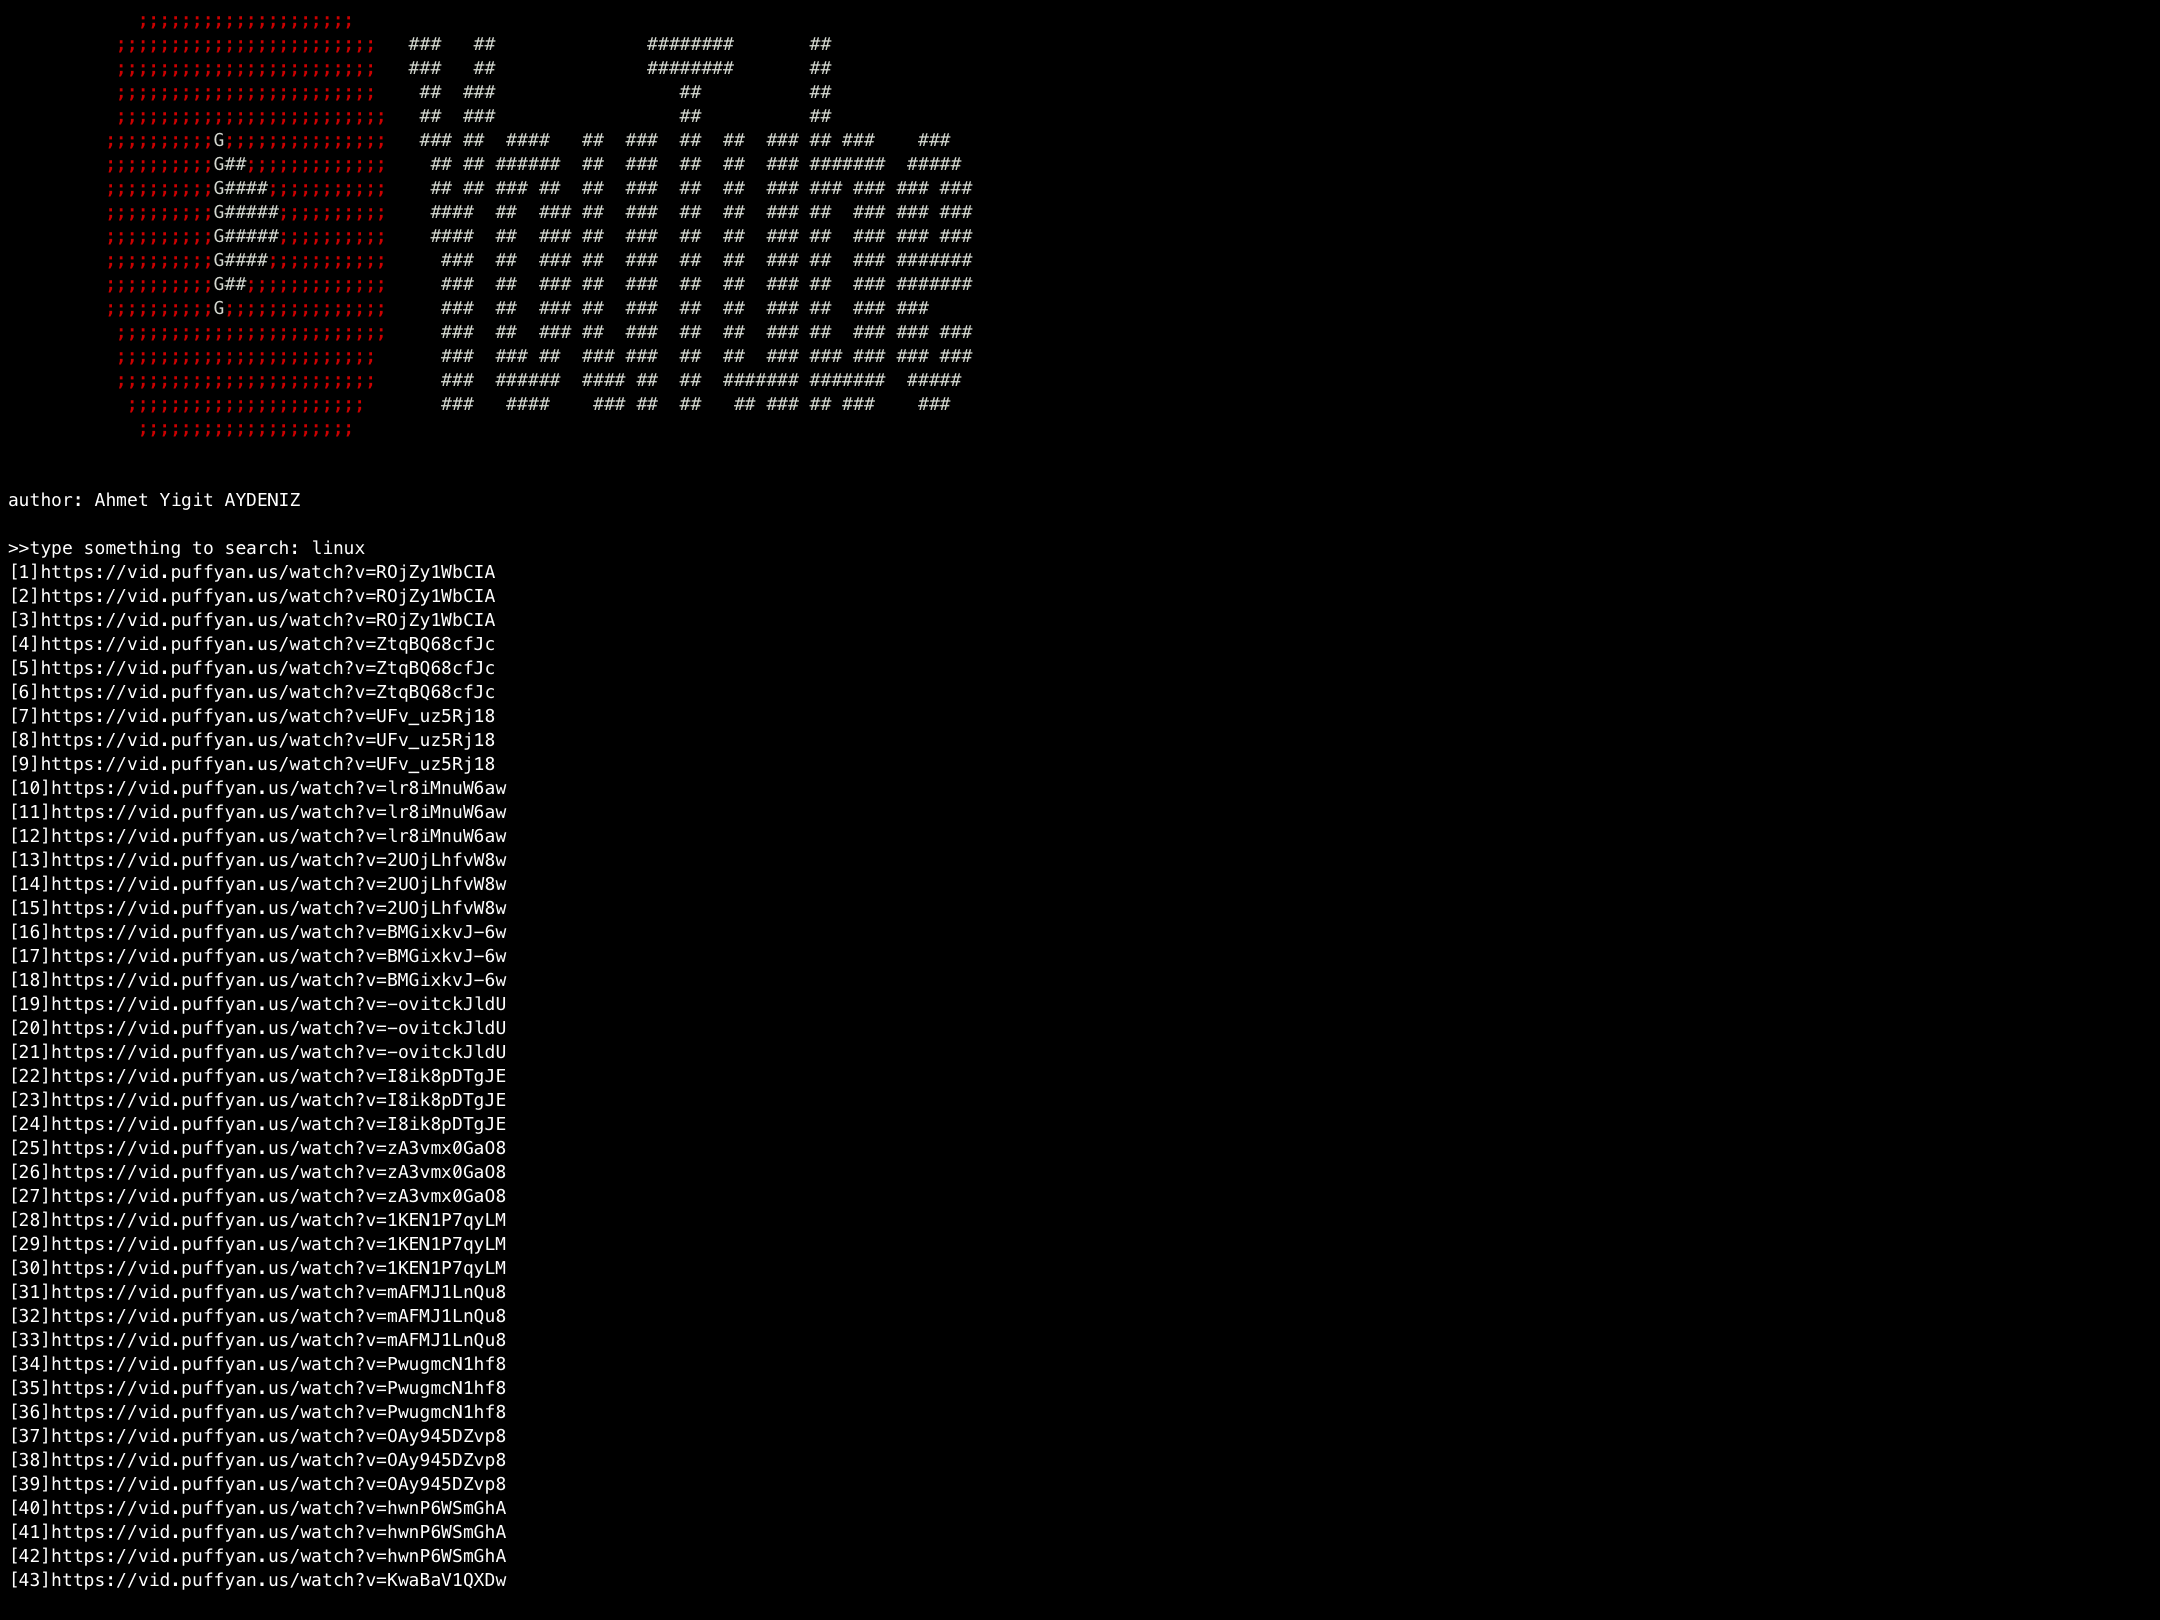 ;;;;;;;;;;;;;;;;;;;;
;;;;;;;;;;;;;;;;;;;;;;;;   ###   ##              ########       ##
;;;;;;;;;;;;;;;;;;;;;;;;   ###   ##              ########       ##
;;;;;;;;;;;;;;;;;;;;;;;;    ##  ###                 ##          ##
;;;;;;;;;;;;;;;;;;;;;;;;;   ##  ###                 ##          ##
;;;;;;;;;;G;;;;;;;;;;;;;;;   ### ##  ####   ##  ###  ##  ##  ### ## ###    ###
;;;;;;;;;;G##;;;;;;;;;;;;;    ## ## ######  ##  ###  ##  ##  ### #######  #####
;;;;;;;;;;G####;;;;;;;;;;;    ## ## ### ##  ##  ###  ##  ##  ### ### ### ### ###
;;;;;;;;;;G#####;;;;;;;;;;    ####  ##  ### ##  ###  ##  ##  ### ##  ### ### ###
;;;;;;;;;;G#####;;;;;;;;;;    ####  ##  ### ##  ###  ##  ##  ### ##  ### ### ###
;;;;;;;;;;G####;;;;;;;;;;;     ###  ##  ### ##  ###  ##  ##  ### ##  ### #######
;;;;;;;;;;G##;;;;;;;;;;;;;     ###  ##  ### ##  ###  ##  ##  ### ##  ### #######
;;;;;;;;;;G;;;;;;;;;;;;;;;     ###  ##  ### ##  ###  ##  ##  ### ##  ### ###
;;;;;;;;;;;;;;;;;;;;;;;;;     ###  ##  ### ##  ###  ##  ##  ### ##  ### ### ###
;;;;;;;;;;;;;;;;;;;;;;;;      ###  ### ##  ### ###  ##  ##  ### ### ### ### ###
;;;;;;;;;;;;;;;;;;;;;;;;      ###  ######  #### ##  ##  ####### #######  #####
;;;;;;;;;;;;;;;;;;;;;;       ###   ####    ### ##  ##   ## ### ## ###    ###
;;;;;;;;;;;;;;;;;;;;
author: Ahmet Yigit AYDENIZ
>>type something to search: linux
[1]https://vid.puffyan.us/watch?v=ROjZy1WbCIA
[2]https://vid.puffyan.us/watch?v=ROjZy1WbCIA
[3]https://vid.puffyan.us/watch?v=ROjZy1WbCIA
[4]https://vid.puffyan.us/watch?v=ZtqBQ68cfJc
[5]https://vid.puffyan.us/watch?v=ZtqBQ68cfJc
[6]https://vid.puffyan.us/watch?v=ZtqBQ68cfJc
[7]https://vid.puffyan.us/watch?v=UFv_uz5Rj18
[8]https://vid.puffyan.us/watch?v=UFv_uz5Rj18
[9]https://vid.puffyan.us/watch?v=UFv_uz5Rj18
[10]https://vid.puffyan.us/watch?v=lr8iMnuW6aw
[11]https://vid.puffyan.us/watch?v=lr8iMnuW6aw
[12]https://vid.puffyan.us/watch?v=lr8iMnuW6aw
[13]https://vid.puffyan.us/watch?v=2UOjLhfvW8w
[14]https://vid.puffyan.us/watch?v=2UOjLhfvW8w
[15]https://vid.puffyan.us/watch?v=2UOjLhfvW8w
[16]https://vid.puffyan.us/watch?v=BMGixkvJ-6w
[17]https://vid.puffyan.us/watch?v=BMGixkvJ-6w
[18]https://vid.puffyan.us/watch?v=BMGixkvJ-6w
[19]https://vid.puffyan.us/watch?v=-ovitckJldU
[20]https://vid.puffyan.us/watch?v=-ovitckJldU
[21]https://vid.puffyan.us/watch?v=-ovitckJldU
[22]https://vid.puffyan.us/watch?v=I8ik8pDTgJE
[23]https://vid.puffyan.us/watch?v=I8ik8pDTgJE
[24]https://vid.puffyan.us/watch?v=I8ik8pDTgJE
[25]https://vid.puffyan.us/watch?v=zA3vmx0GaO8
[26]https://vid.puffyan.us/watch?v=zA3vmx0GaO8
[27]https://vid.puffyan.us/watch?v=zA3vmx0GaO8
[28]https://vid.puffyan.us/watch?v=1KEN1P7qyLM
[29]https://vid.puffyan.us/watch?v=1KEN1P7qyLM
[30]https://vid.puffyan.us/watch?v=1KEN1P7qyLM
[31]https://vid.puffyan.us/watch?v=mAFMJ1LnQu8
[32]https://vid.puffyan.us/watch?v=mAFMJ1LnQu8
[33]https://vid.puffyan.us/watch?v=mAFMJ1LnQu8
[34]https://vid.puffyan.us/watch?v=PwugmcN1hf8
[35]https://vid.puffyan.us/watch?v=PwugmcN1hf8
[36]https://vid.puffyan.us/watch?v=PwugmcN1hf8
[37]https://vid.puffyan.us/watch?v=OAy945DZvp8
[38]https://vid.puffyan.us/watch?v=OAy945DZvp8
[39]https://vid.puffyan.us/watch?v=OAy945DZvp8
[40]https://vid.puffyan.us/watch?v=hwnP6WSmGhA
[41]https://vid.puffyan.us/watch?v=hwnP6WSmGhA
[42]https://vid.puffyan.us/watch?v=hwnP6WSmGhA
[43]https://vid.puffyan.us/watch?v=KwaBaV1QXDw